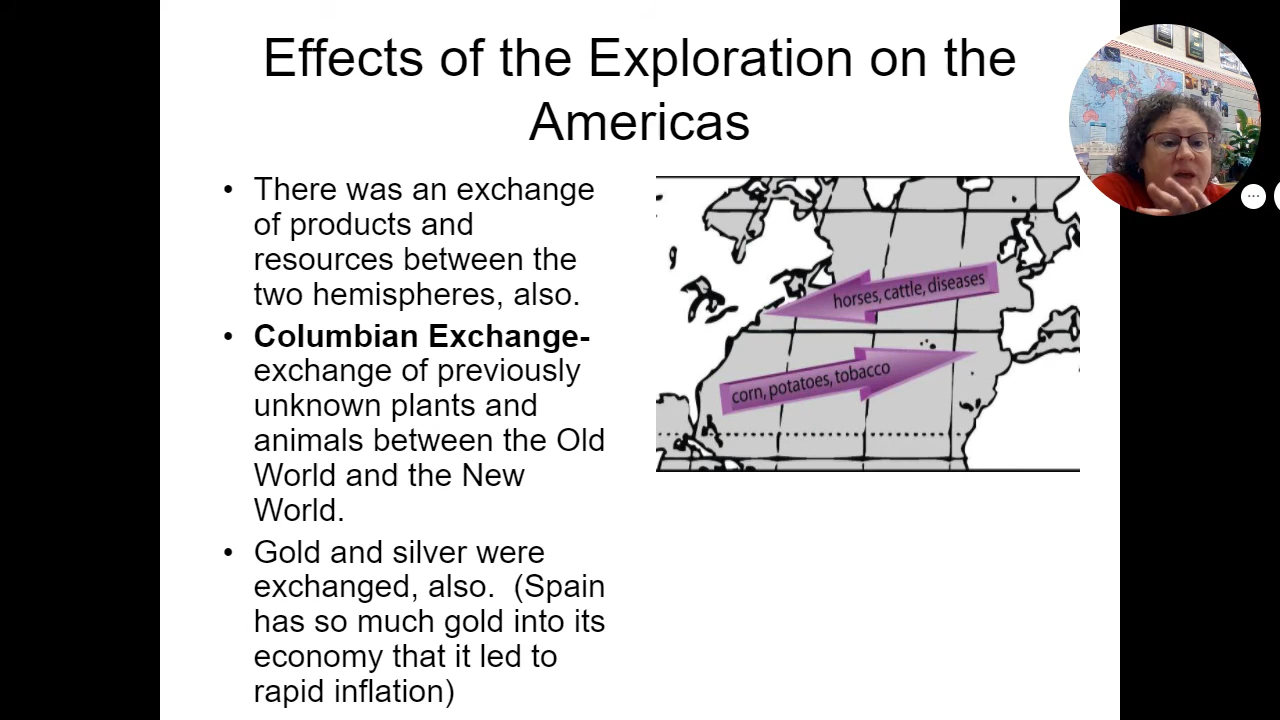 Effects of the Exploration on the
Americas
• There was an exchange
of products and
resources between the
two hemispheres, also.
• Columbian Exchange-
exchange of previously
unknown plants and
animals between the Old
World and the New
World.
• Gold and silver were
exchanged, also.  (Spain
has so much gold into its
economy that it led to
rapid inflation)
horses, cattle, diseases
corn, potatoes, tobacco